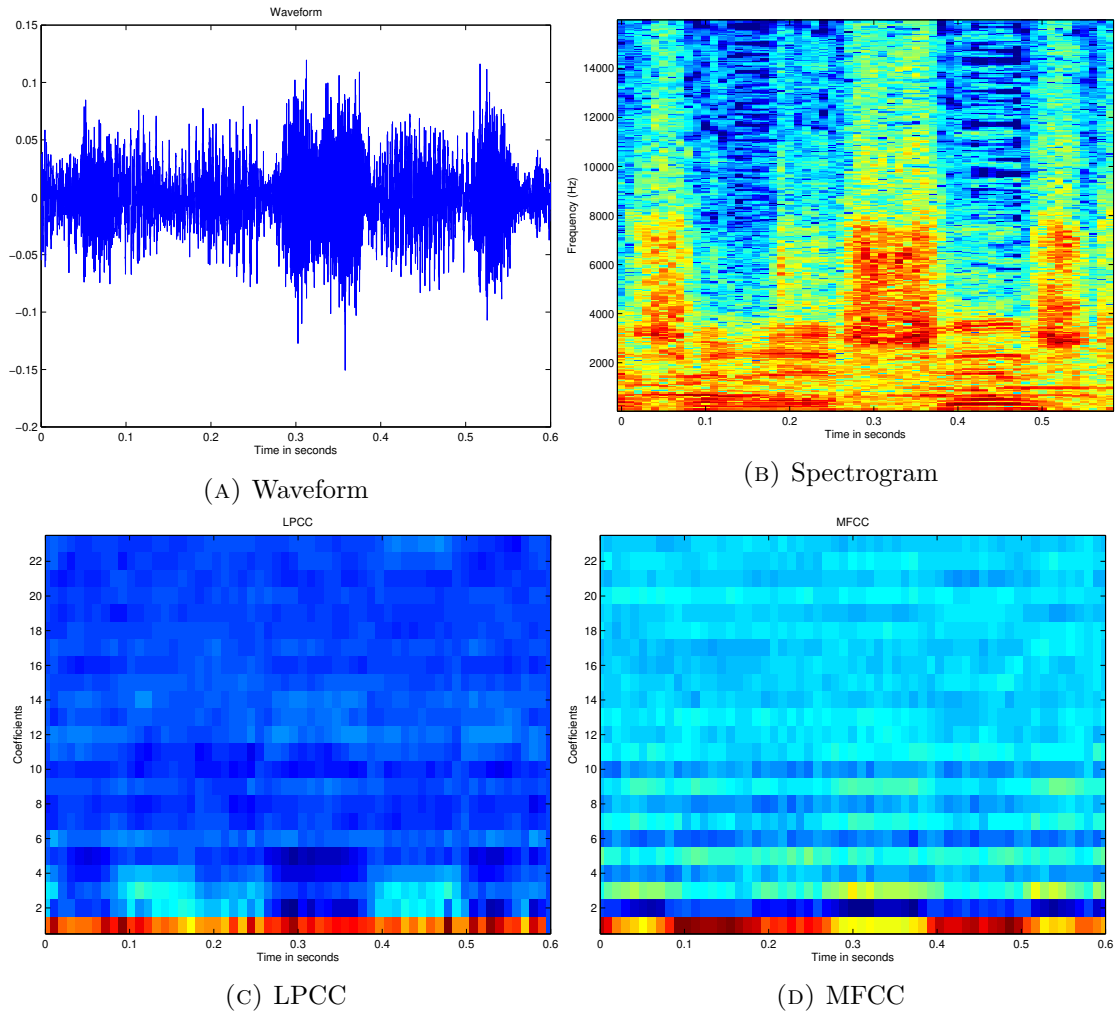 Waveform
0.15
0.1
0.05
0
−0.05
−0.1
−0.15
−0.2
0 0.1 0.2 0.3 0.4 0.5 0.6
Time in seconds
(A) Waveform
Frequency (Hz)
14000
12000
10000
8000
6000
4000
2000
0 0.1 0.2 0.3 0.4 0.5
Time in seconds
(B) Spectrogram
LPCC
Coefficients
22
20
18
16
14
12
10
8
6
4
2
0 0.1 0.2 0.3 0.4 0.5 0.6
Time in seconds
(C) LPCC
MFCC
Coefficients
22
20
18
16
14
12
10
8
6
4
2
0 0.1 0.2 0.3 0.4 0.5 0.6
Time in seconds
(D) MFCC